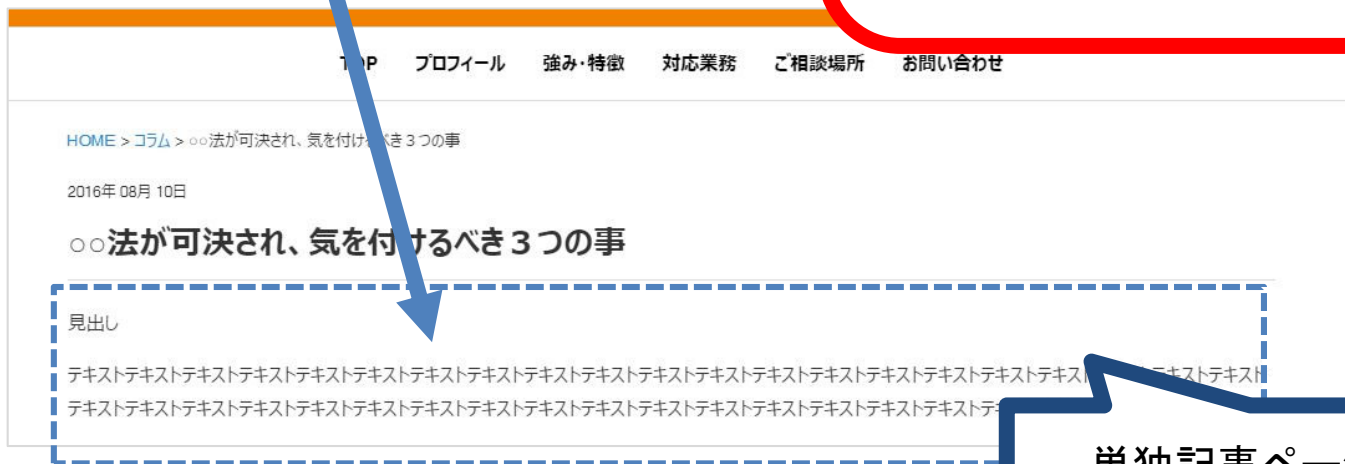 TOP プロフィール 強み・特徴 対応業務 ご相談場所 お問い合わせ
HOME > コラム > ○○法が可決され、気を付けるべき３つの事
2016年 08月 10日
○○法が可決され、気を付けるべき３つの事
見出し
テキストテキストテキストテキストテキストテキストテキストテキストテキストテキストテキストテキストテキストテキストテキストテキストテキス テキストテキスト
テキストテキストテキストテキストテキストテキストテキストテキストテキストテキストテキストテキストテキストテキストテキストテキスト
単独記事ペー